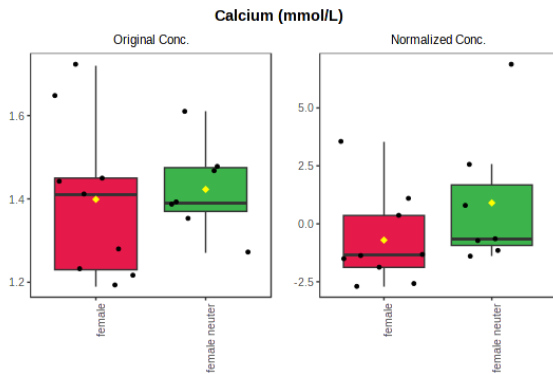 Calcium (mmol/L)
Original Conc.
Normalized Conc.
1.6
1.4
1.2
5.0
2.5
0.0
-2.5
female
female neuter
female
female neuter